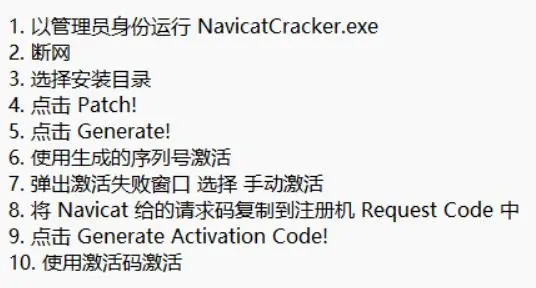 1. 以管理员身份运行 NavicatCracker.exe
2. 断网
3. 选择安装目录
4. 点击 Patch!
5. 点击 Generate!
6. 使用生成的序列号激活
7. 弹出激活失败窗口 选择 手动激活
8. 将 Navicat 给的请求码复制到注册机 Request Code 中
9. 点击 Generate Activation Code!
10. 使用激活码激活